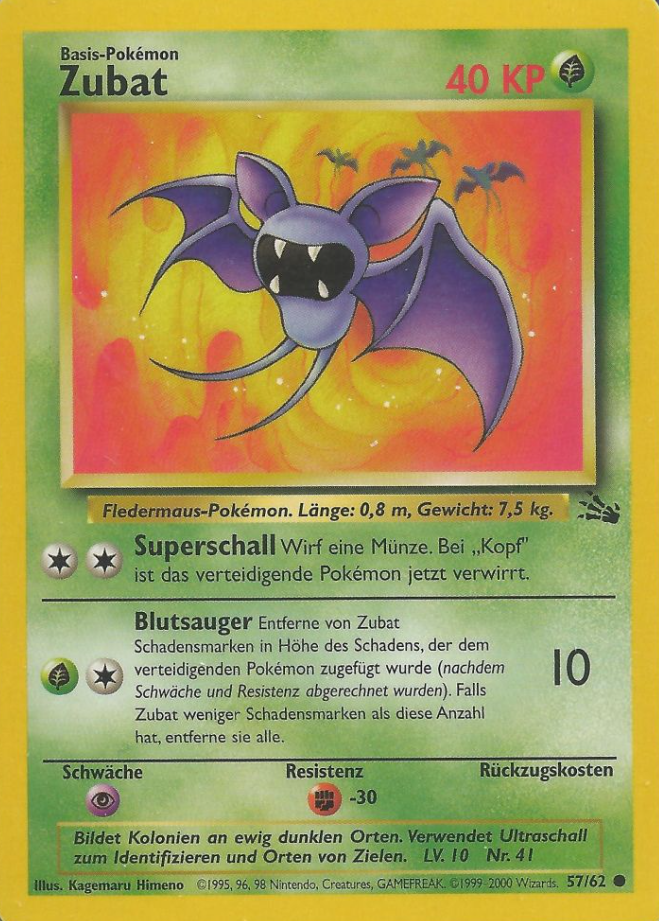 Basis-Pokémon
Zubat
40 KP
Fledermaus-Pokémon. Länge: 0,8 m, Gewicht: 7,5 kg.
Superschall Wirf eine Münze. Bei „Kopf”
ist das verteidigende Pokémon jetzt verwirrt.
Blutsauger Entferne von Zubat
Schadensmarken in Höhe des Schadens, der dem
verteidigenden Pokémon zugefügt wurde (nachdem
Schwäche und Resistenz abgerechnet wurden). Falls
Zubat weniger Schadensmarken als diese Anzahl
hat, entferne sie alle.
10
Schwäche Resistenz Rückzugskosten
-30
Bildet Kolonien an ewig dunklen Orten. Verwendet Ultraschall
zum Identifizieren und Orten von Zielen. LV. 10 Nr. 41
Illus. Kagemaru Himeno ©1995, 96, 98 Nintendo, Creatures, GAMEFREAK. ©1999-2000 Wizards. 57/62